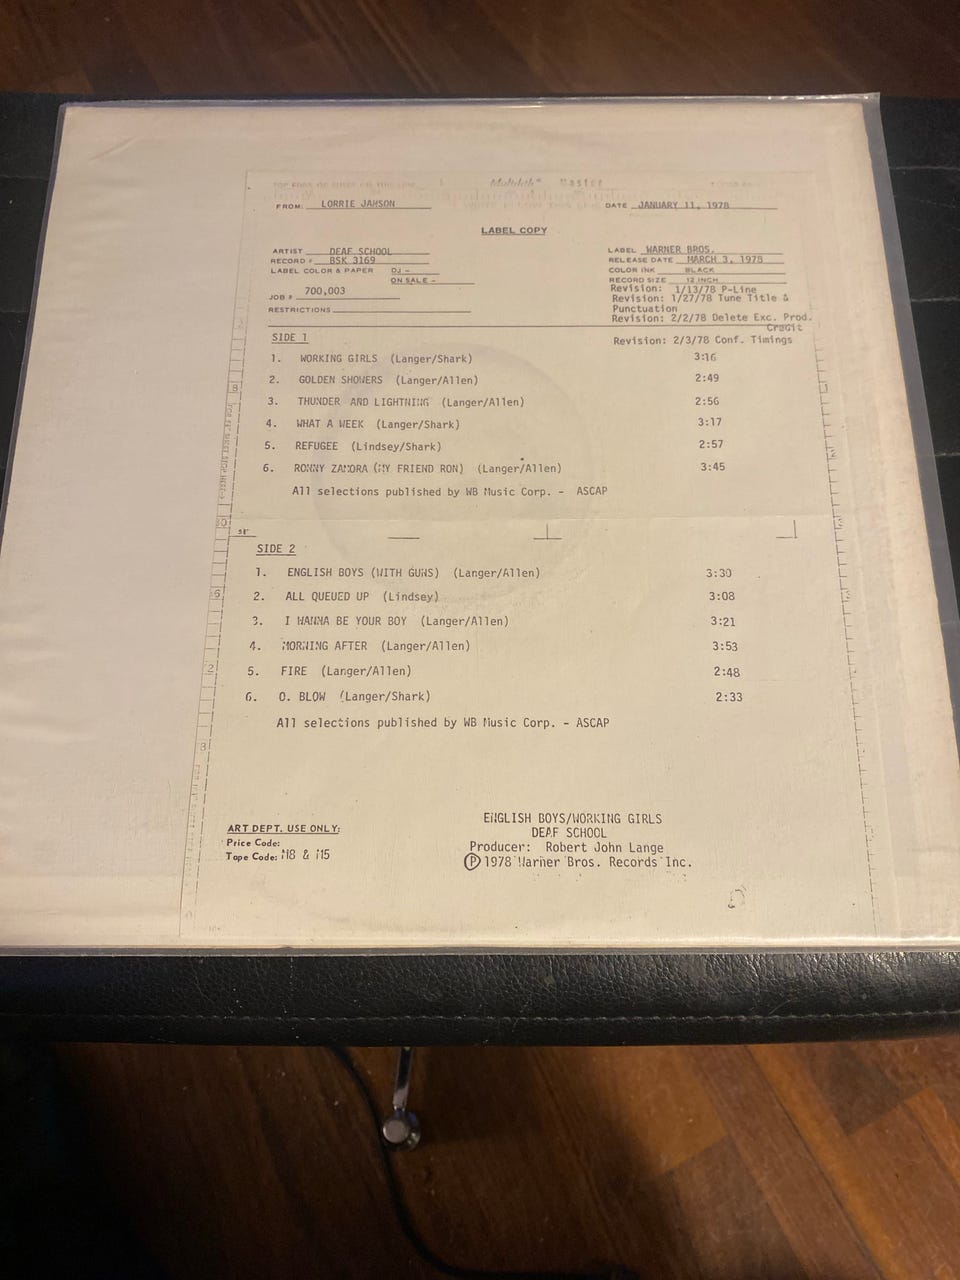 Multilith® Master
FROM: LORRIE JANSON DATE JANUARY 11, 1978
LABEL COPY
ARTIST DEAF SCHOOL LABEL WARNER BROS.
RECORD # BSK 3169 RELEASE DATE MARCH 3, 1978
LABEL COLOR & PAPER DJ - COLOR INK BLACK
ON SALE - RECORD SIZE 12 INCH
JOB # 700,003 Revision: 1/13/78 P-Line
Revision: 1/27/78 Tune Title &
RESTRICTIONS Punctuation
Revision: 2/2/78 Delete Exc. Prod.
Credit
SIDE 1 Revision: 2/3/78 Conf. Timings
1. WORKING GIRLS (Langer/Shark) 3:16
2. GOLDEN SHOWERS (Langer/Allen) 2:49
3. THUNDER AND LIGHTNING (Langer/Allen) 2:56
4. WHAT A WEEK (Langer/Shark) 3:17
5. REFUGEE (Lindsey/Shark) 2:57
6. RONNY ZAMORA (MY FRIEND RON) (Langer/Allen) 3:45
All selections published by WB Music Corp. - ASCAP
SIDE 2
1. ENGLISH BOYS (WITH GUNS) (Langer/Allen) 3:30
2. ALL QUEUED UP (Lindsey) 3:08
3. I WANNA BE YOUR BOY (Langer/Allen) 3:21
4. MORNING AFTER (Langer/Allen) 3:53
5. FIRE (Langer/Allen) 2:48
6. O. BLOW (Langer/Shark) 2:33
All selections published by WB Music Corp. - ASCAP
ENGLISH BOYS/WORKING GIRLS
DEAF SCHOOL
Producer: Robert John Lange
Ⓟ 1978 Warner Bros. Records Inc.
ART DEPT. USE ONLY:
Price Code:
Tape Code: M8 & M5